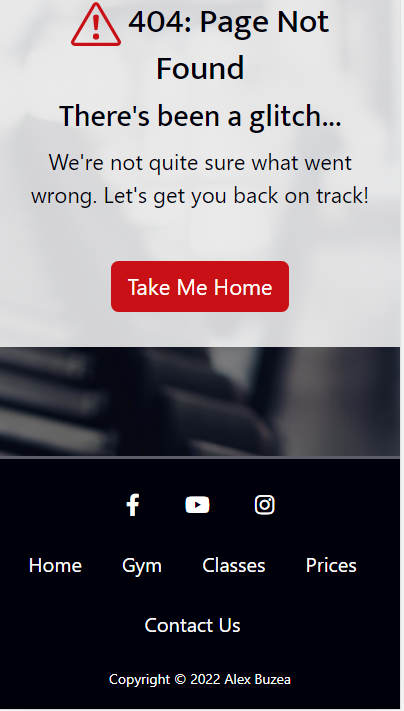 404: Page Not
Found
There's been a glitch...
We're not quite sure what went
wrong. Let's get you back on track!
Take Me Home
Home Gym Classes Prices
Contact Us
Copyright © 2022 Alex Buzea